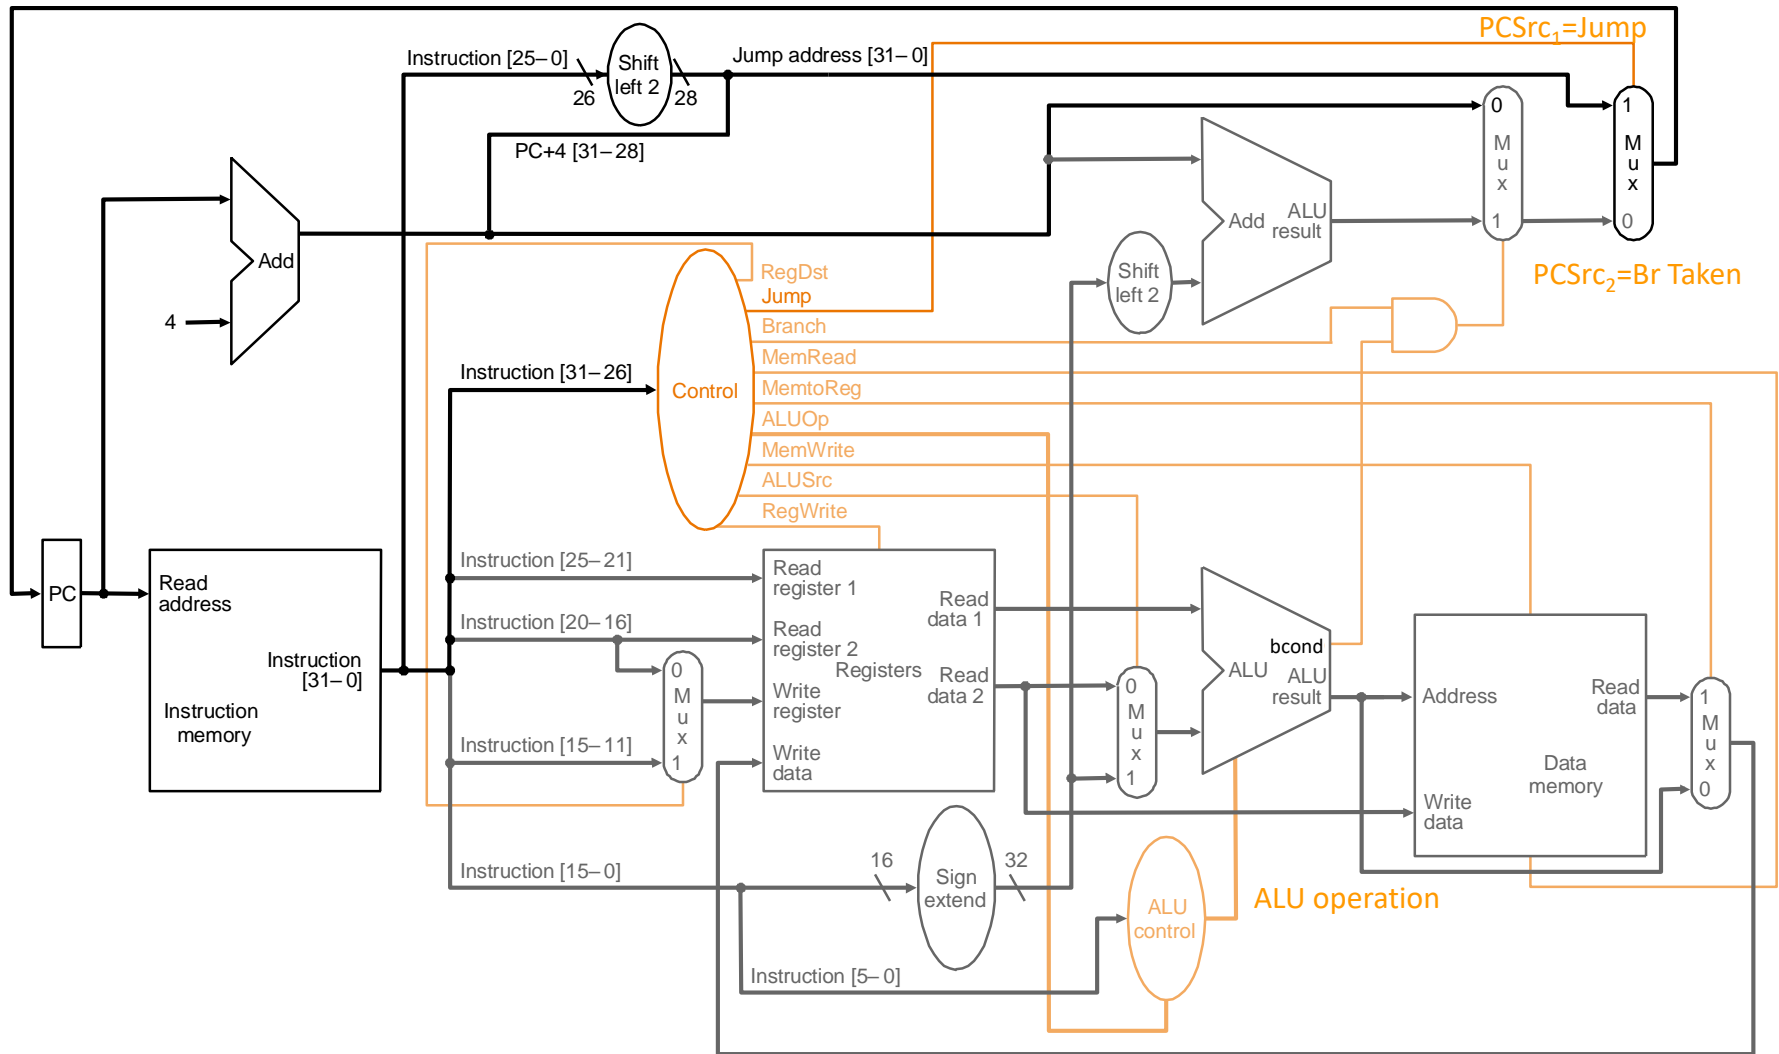 PCSrc1=Jump
Instruction [25–0]
Shift
left 2
Jump address [31–0]
26
28
0
1
M
u
x
M
u
x
PC+4 [31–28]
Add
ALU
result
1
0
Add
4
RegDst
Shift
left 2
PCSrc2=Br Taken
Jump
Branch
MemRead
Instruction [31–26]
Control
MemtoReg
ALUOp
MemWrite
ALUSrc
RegWrite
PC
Read
address
Instruction
[31–0]
Instruction
memory
Instruction [25–21]
Read
register 1
Read
data 1
Instruction [20–16]
Read
register 2
Registers
Read
data 2
0
M
u
x
1
Write
register
Instruction [15–11]
Write
data
0
M
u
x
1
bcond
ALU
ALU
result
Address
Read
data
1
M
u
x
0
Data
memory
Write
data
Instruction [15–0]
16
Sign
extend
32
ALU
control
ALU operation
Instruction [5–0]